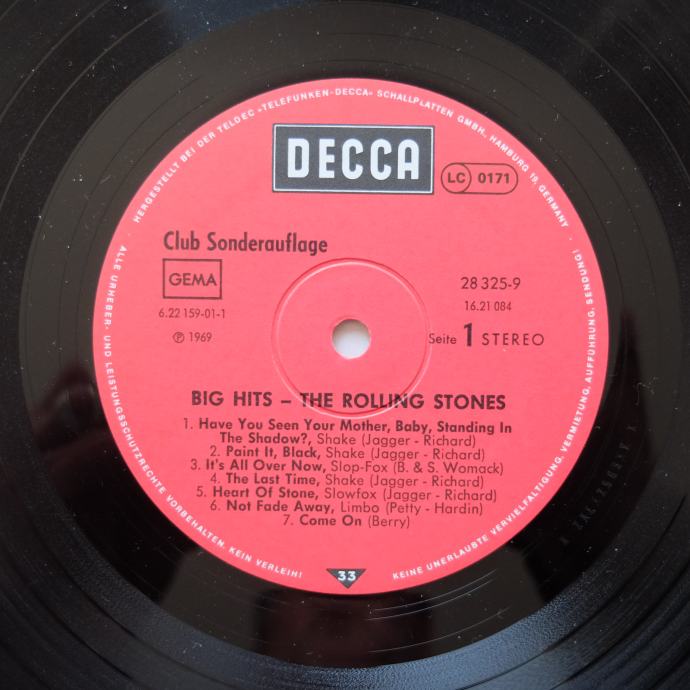 HERGESTELLT BEI DER TELDEC »TELEFUNKEN-DECCA« SCHALLPLATTEN GMBH, HAMBURG 19, GERMANY
DECCA
LC 0171
Club Sonderauflage
GEMA
6.22 159-01-1
℗ 1969
28 325-9
16.21 084
Seite 1 STEREO
BIG HITS – THE ROLLING STONES
1. Have You Seen Your Mother, Baby, Standing In
The Shadow?, Shake (Jagger - Richard)
2. Paint It, Black, Shake (Jagger - Richard)
3. It's All Over Now, Slop-Fox (B. & S. Womack)
4. The Last Time, Shake (Jagger - Richard)
5. Heart Of Stone, Slowfox (Jagger - Richard)
6. Not Fade Away, Limbo (Petty - Hardin)
7. Come On (Berry)
33
ALLE URHEBER- UND LEISTUNGSSCHUTZRECHTE VORBEHALTEN. KEIN VERLEIH!
KEINE UNERLAUBTE VERVIELFALTIGUNG, VERMIETUNG, AUFFÜHRUNG, SENDUNG!